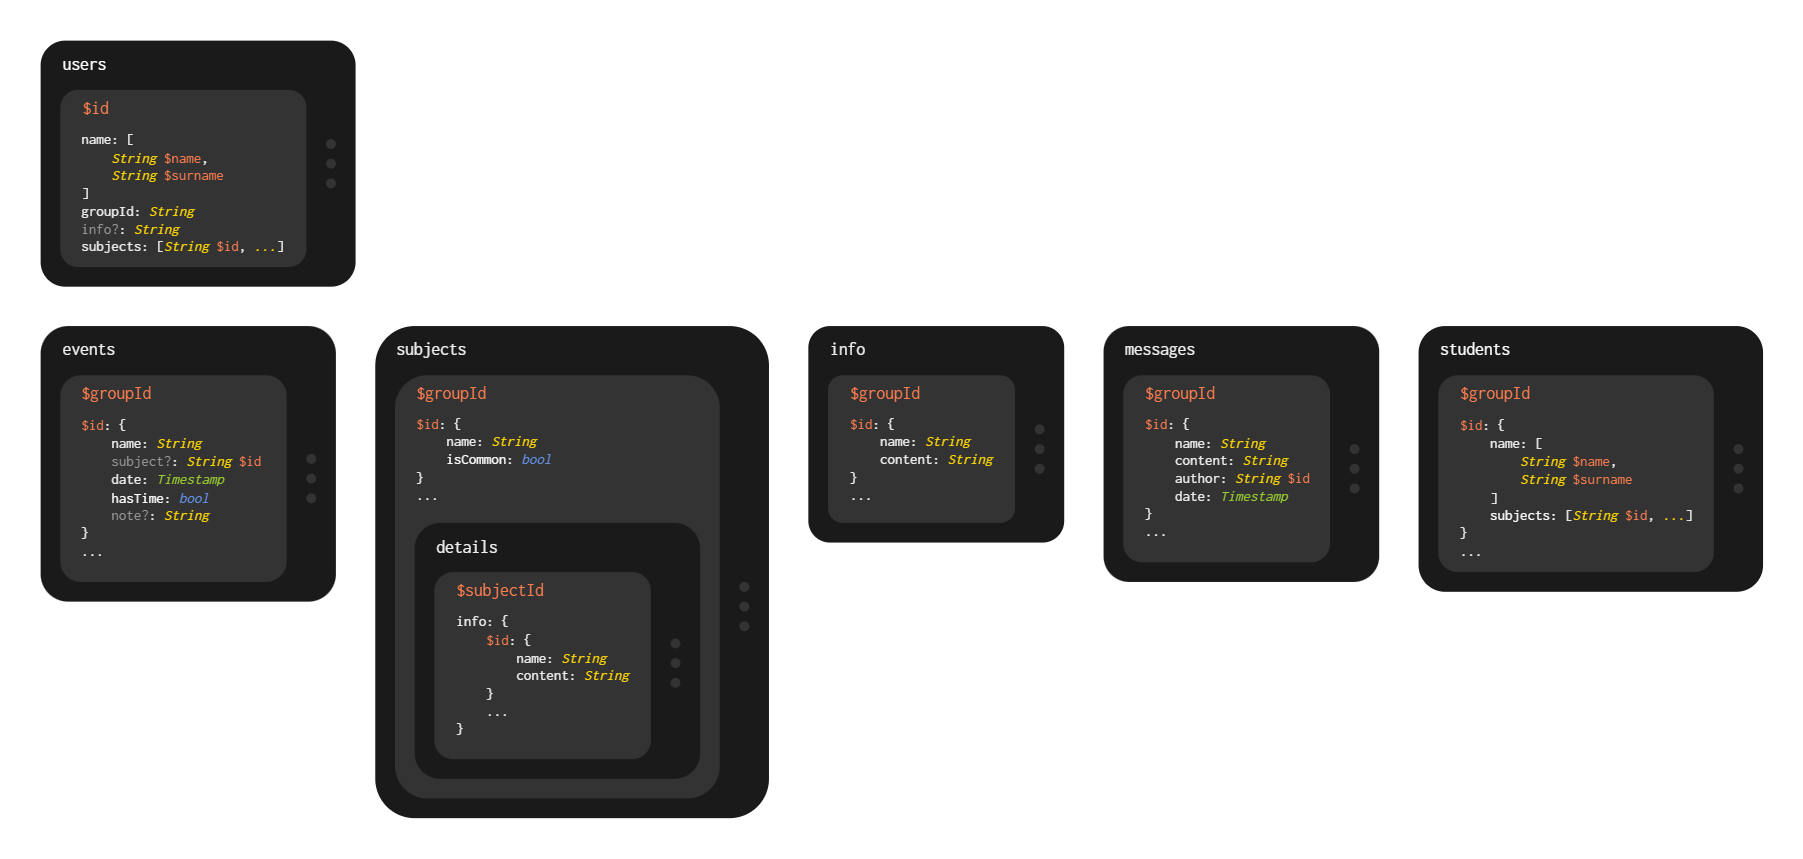 users
$id
name: [
    String $name,
    String $surname
]
groupId: String
info?: String
subjects: [String $id, ...]
events
$groupId
$id: {
    name: String
    subject?: String $id
    date: Timestamp
    hasTime: bool
    note?: String
}
...
subjects
$groupId
$id: {
    name: String
    isCommon: bool
}
...
details
$subjectId
info: {
    $id: {
        name: String
        content: String
    }
    ...
}
info
$groupId
$id: {
    name: String
    content: String
}
...
messages
$groupId
$id: {
    name: String
    content: String
    author: String $id
    date: Timestamp
}
...
students
$groupId
$id: {
    name: [
        String $name,
        String $surname
    ]
    subjects: [String $id, ...]
}
...